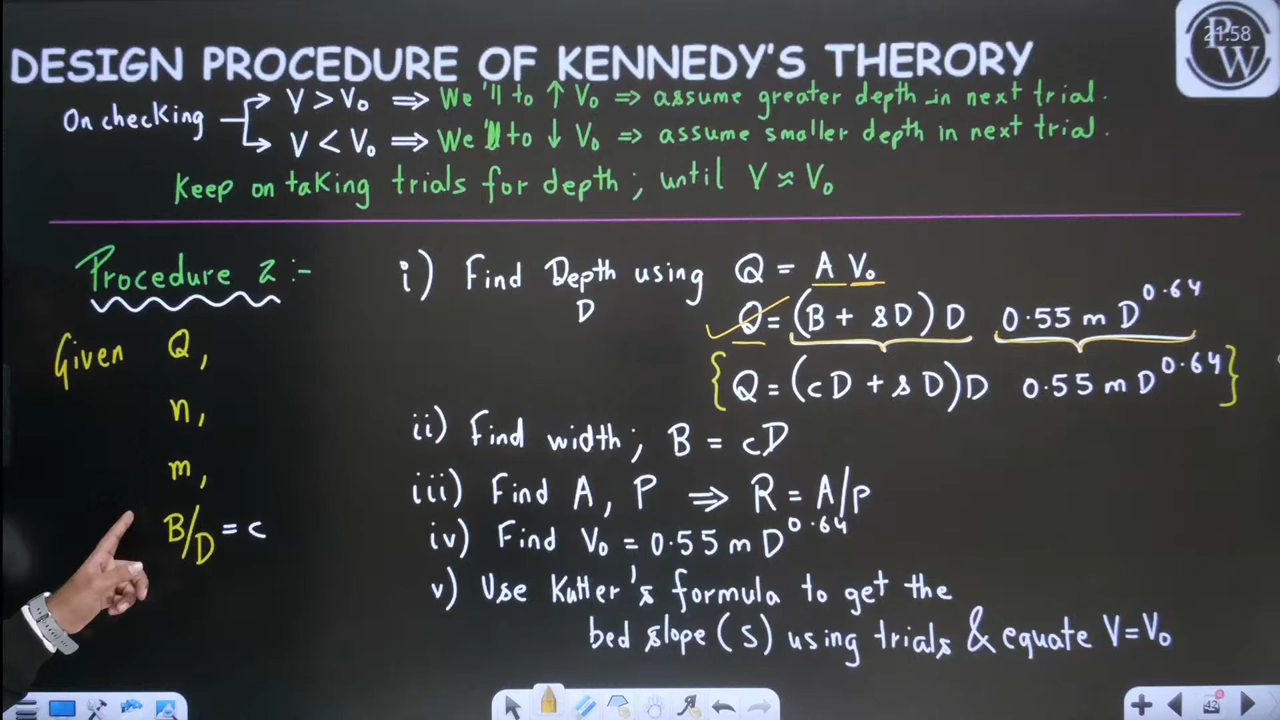 21:58
PW
DESIGN PROCEDURE OF KENNEDY'S THERORY
On checking
V > V₀ ⇒ We'll to ↑ V₀ ⇒ assume greater depth in next trial.
V < V₀ ⇒ We'll to ↓ V₀ ⇒ assume smaller depth in next trial.
Keep on taking trials for depth; until V ≈ V₀
Procedure 2 :-
Given Q,
n,
m,
B/D = c
i) Find Depth using Q = A V₀
D
Q = (B + sD) D 0.55 m D^0.64
{ Q = (cD + sD) D 0.55 m D^0.64 }
ii) Find width; B = cD
iii) Find A, P ⇒ R = A/P
iv) Find V₀ = 0.55 m D^0.64
v) Use Kutter's formula to get the
bed slope (S) using trials & equate V = V₀
42